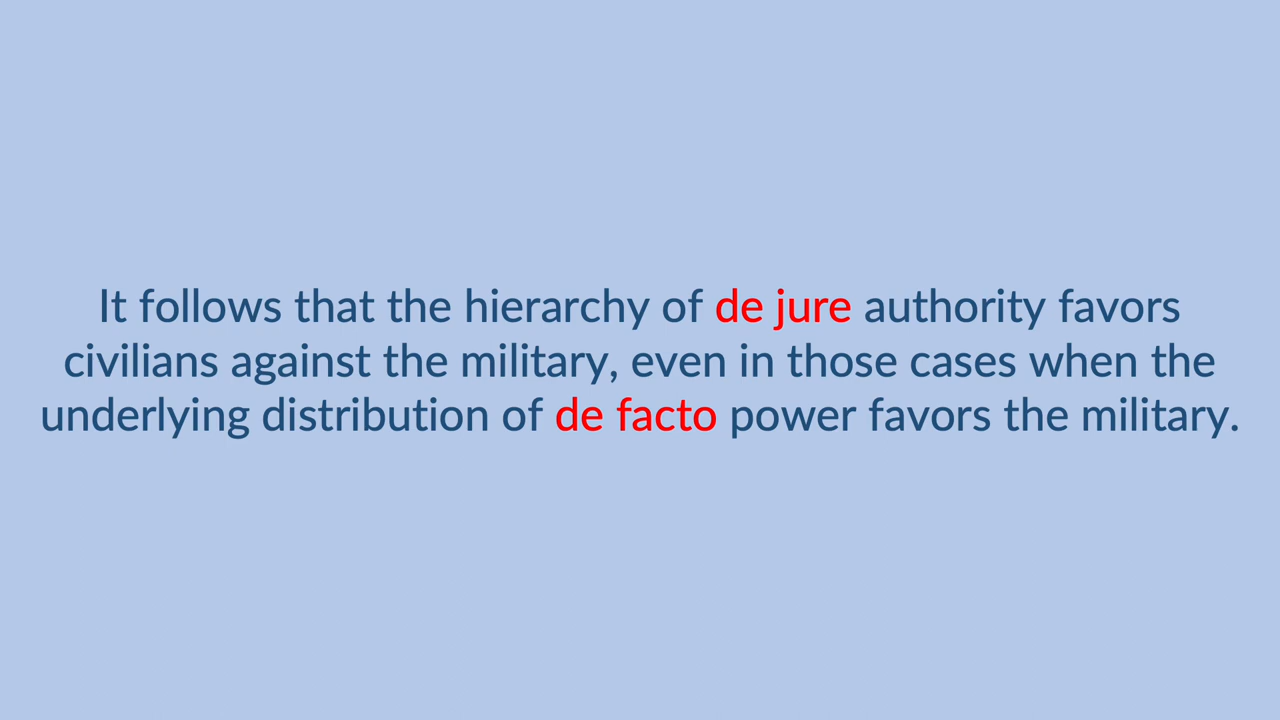 It follows that the hierarchy of de jure authority favors
civilians against the military, even in those cases when the
underlying distribution of de facto power favors the military.